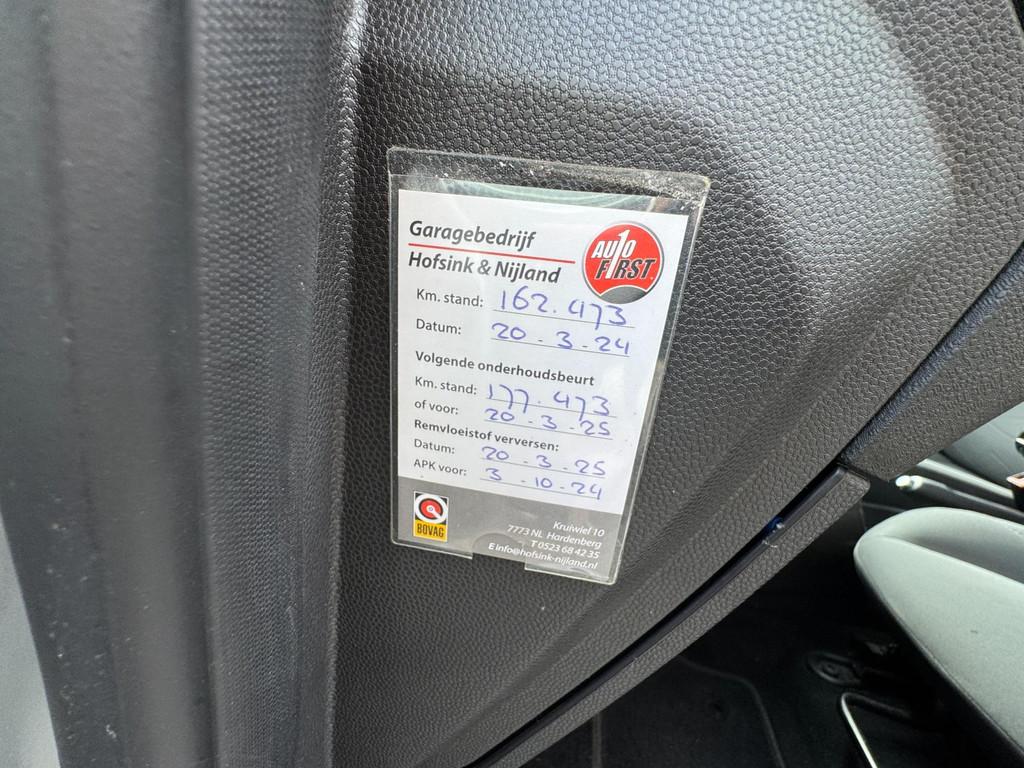 Garagebedrijf
Hofsink & Nijland
AUTO
F1RST
Km. stand: 162.473
Datum: 20-3-24
Volgende onderhoudsbeurt
Km. stand: 177.473
of voor: 20-3-25
Remvloeistof verversen:
Datum: 20-3-25
APK voor: 3-10-24
BOVAG
Kruiwiel 10
7773 NL Hardenberg
T 0523 68 42 35
E info@hofsink-nijland.nl